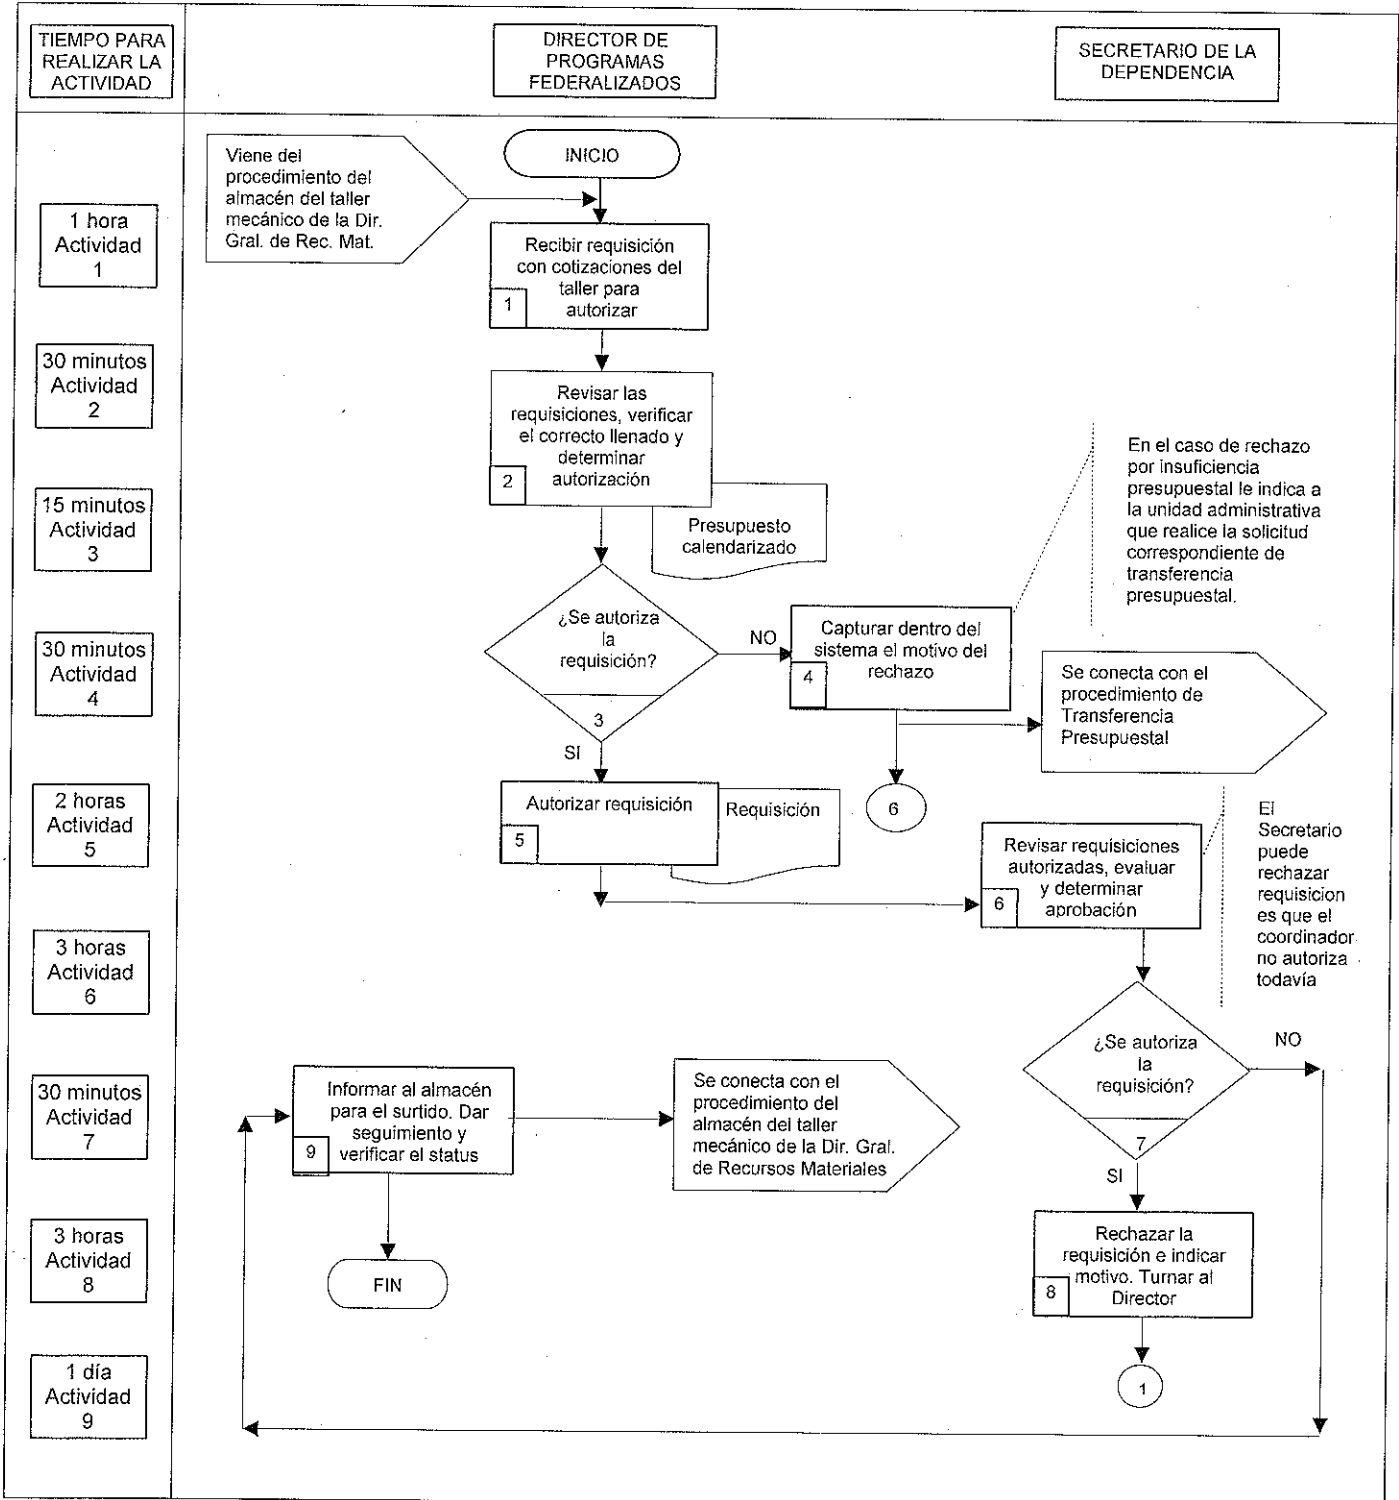 TIEMPO PARA
REALIZAR LA
ACTIVIDAD
DIRECTOR DE
PROGRAMAS
FEDERALIZADOS
SECRETARIO DE LA
DEPENDENCIA
1 hora
Actividad
1
30 minutos
Actividad
2
15 minutos
Actividad
3
30 minutos
Actividad
4
2 horas
Actividad
5
3 horas
Actividad
6
30 minutos
Actividad
7
3 horas
Actividad
8
1 día
Actividad
9
Viene del
procedimiento del
almacén del taller
mecánico de la Dir.
Gral. de Rec. Mat.
INICIO
Recibir requisición
con cotizaciones del
taller para
autorizar
1
Revisar las
requisiciones, verificar
el correcto llenado y
determinar
autorización
2
Presupuesto
calendarizado
¿Se autoriza
la
requisición?
3
NO
SI
Capturar dentro del
sistema el motivo del
rechazo
4
En el caso de rechazo
por insuficiencia
presupuestal le indica a
la unidad administrativa
que realice la solicitud
correspondiente de
transferencia
presupuestal.
Se conecta con el
procedimiento de
Transferencia
Presupuestal
6
Autorizar requisición
5
Requisición
Revisar requisiciones
autorizadas, evaluar
y determinar
aprobación
6
El
Secretario
puede
rechazar
requisicion
es que el
coordinador
no autoriza
todavía
¿Se autoriza
la
requisición?
7
NO
SI
Informar al almacén
para el surtido. Dar
seguimiento y
verificar el status
9
Se conecta con el
procedimiento del
almacén del taller
mecánico de la Dir. Gral.
de Recursos Materiales
FIN
Rechazar la
requisición e indicar
motivo. Turnar al
Director
8
1